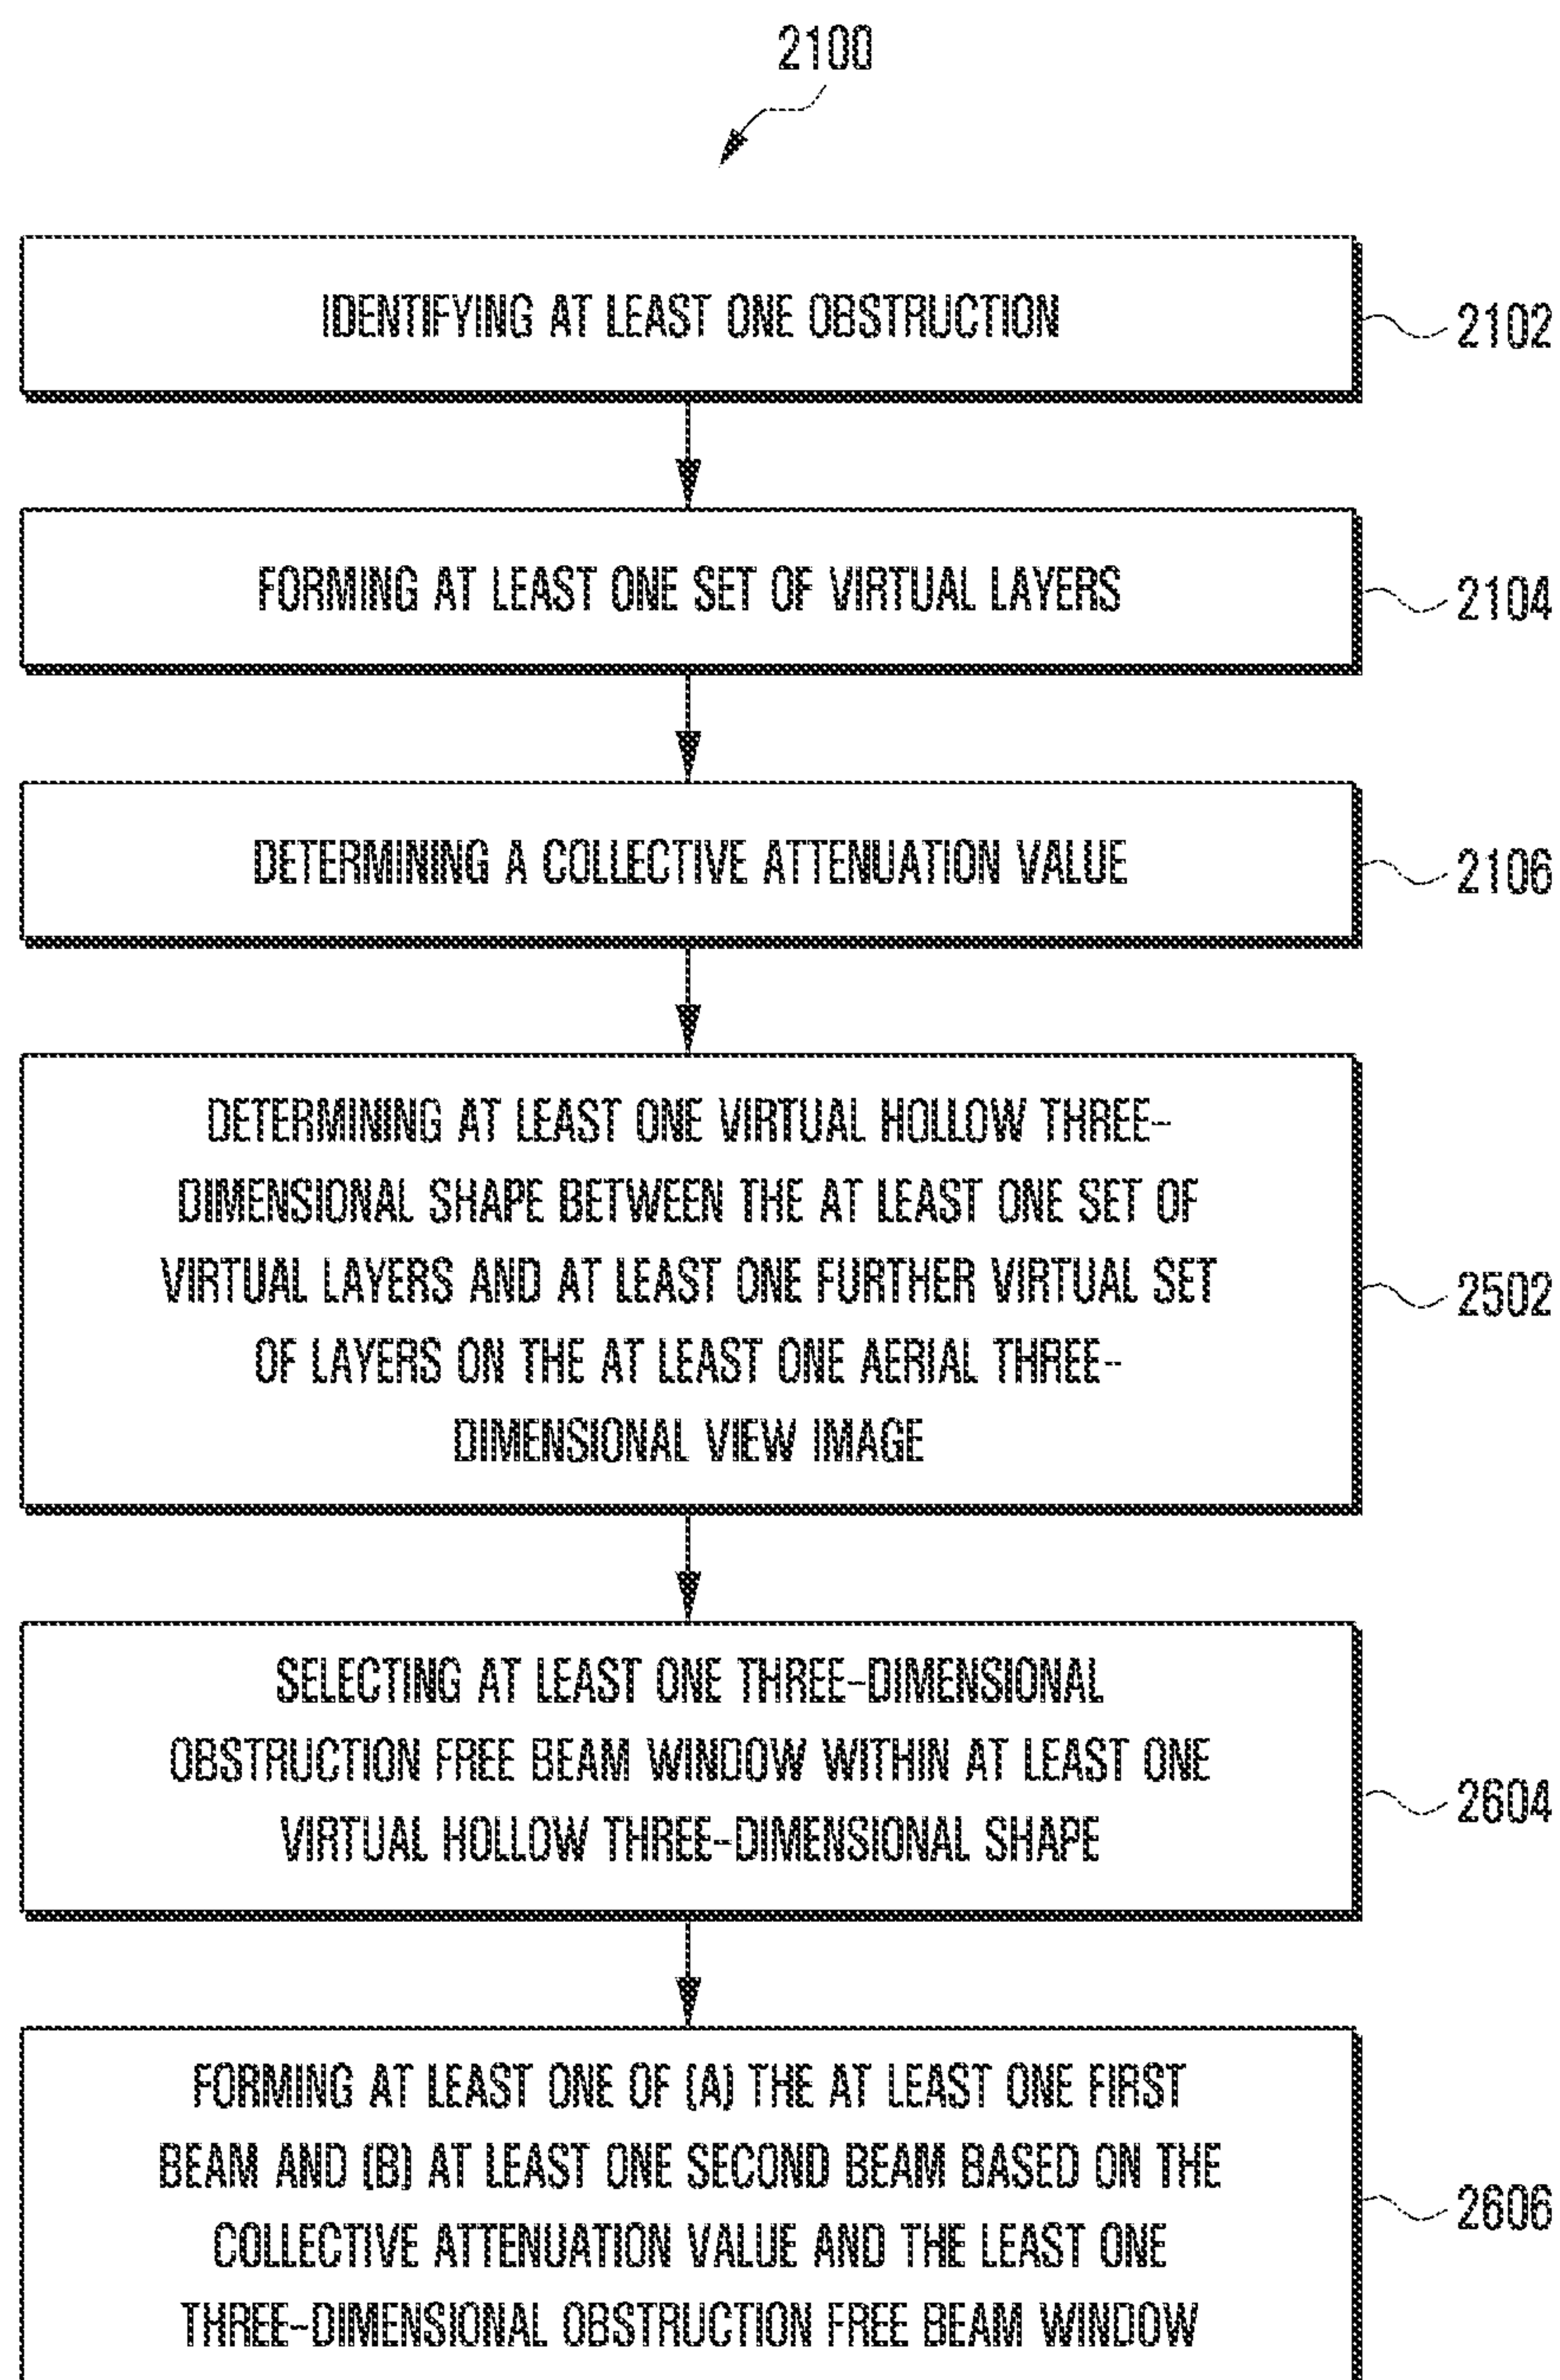 2100
IDENTIFYING AT LEAST ONE OBSTRUCTION
2102
FORMING AT LEAST ONE SET OF VIRTUAL LAYERS
2104
DETERMINING A COLLECTIVE ATTENUATION VALUE
2106
DETERMINING AT LEAST ONE VIRTUAL HOLLOW THREE-
DIMENSIONAL SHAPE BETWEEN THE AT LEAST ONE SET OF
VIRTUAL LAYERS AND AT LEAST ONE FURTHER VIRTUAL SET
OF LAYERS ON THE AT LEAST ONE AERIAL THREE-
DIMENSIONAL VIEW IMAGE
2502
SELECTING AT LEAST ONE THREE-DIMENSIONAL
OBSTRUCTION FREE BEAM WINDOW WITHIN AT LEAST ONE
VIRTUAL HOLLOW THREE-DIMENSIONAL SHAPE
2604
FORMING AT LEAST ONE OF (A) THE AT LEAST ONE FIRST
BEAM AND (B) AT LEAST ONE SECOND BEAM BASED ON THE
COLLECTIVE ATTENUATION VALUE AND THE LEAST ONE
THREE-DIMENSIONAL OBSTRUCTION FREE BEAM WINDOW
2606